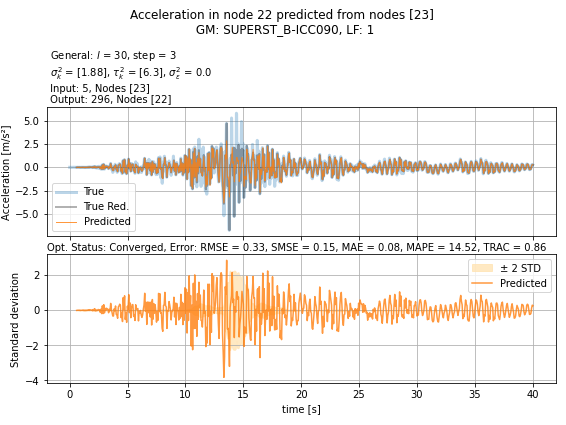 Acceleration in node 22 predicted from nodes [23]
GM: SUPERST_B-ICC090, LF: 1
General: l = 30, step = 3
σ²ₖ = [1.88], τ²ₖ = [6.3], σ²_ε = 0.0
Input: 5, Nodes [23]
Output: 296, Nodes [22]
Acceleration [m/s²]
5.0
2.5
0.0
−2.5
−5.0
True
True Red.
Predicted
Opt. Status: Converged, Error: RMSE = 0.33, SMSE = 0.15, MAE = 0.08, MAPE = 14.52, TRAC = 0.86
Standard deviation
2
0
−2
−4
± 2 STD
Predicted
0 5 10 15 20 25 30 35 40
time [s]